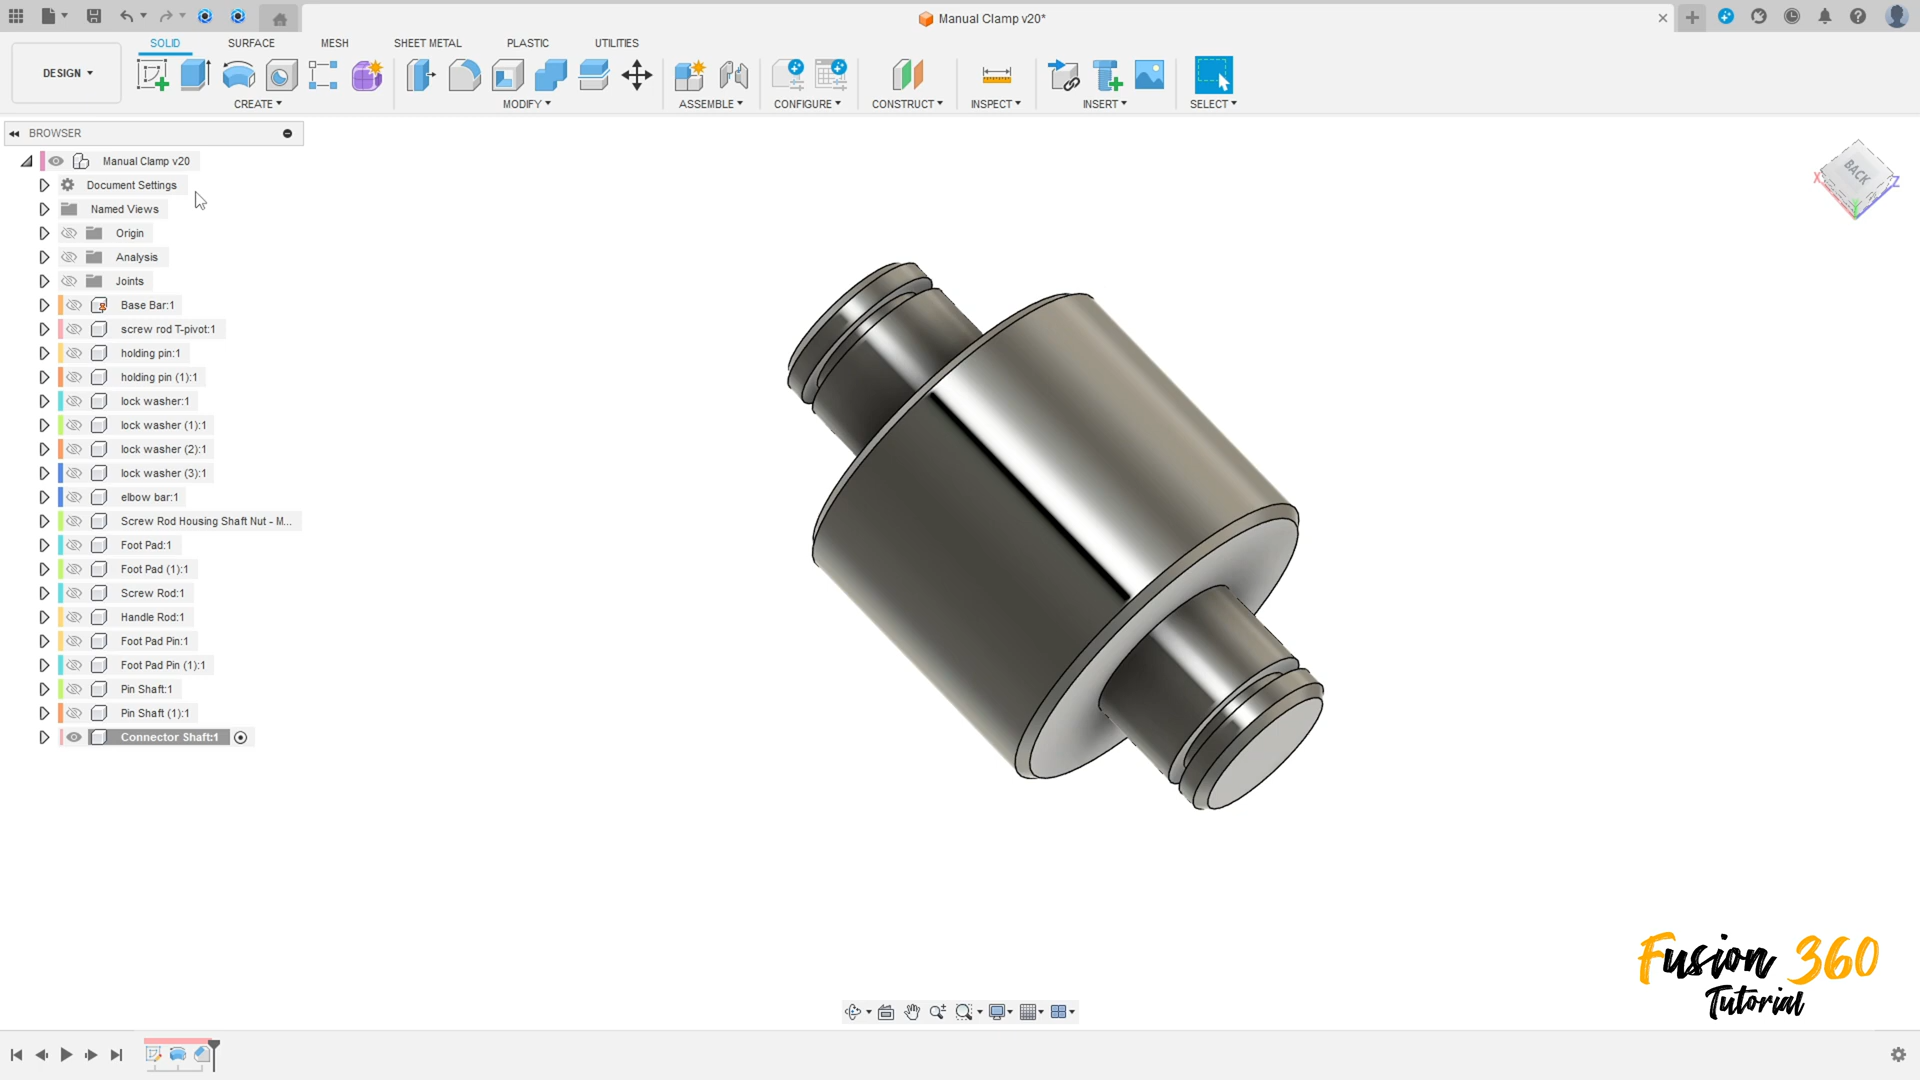 Manual Clamp v20*
DESIGN
SOLID
SURFACE
MESH
SHEET METAL
PLASTIC
UTILITIES
CREATE
MODIFY
ASSEMBLE
CONFIGURE
CONSTRUCT
INSPECT
INSERT
SELECT
BROWSER
Manual Clamp v20
Document Settings
Named Views
Origin
Analysis
Joints
Base Bar:1
screw rod T-pivot:1
holding pin:1
holding pin (1):1
lock washer:1
lock washer (1):1
lock washer (2):1
lock washer (3):1
elbow bar:1
Screw Rod Housing Shaft Nut - M...
Foot Pad:1
Foot Pad (1):1
Screw Rod:1
Handle Rod:1
Foot Pad Pin:1
Foot Pad Pin (1):1
Pin Shaft:1
Pin Shaft (1):1
Connector Shaft:1
BACK
X
Z
Y
Fusion 360
Tutorial